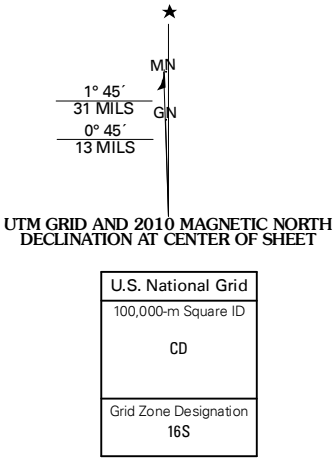 ★
MN
1° 45´
31 MILS
GN
0° 45´
13 MILS
UTM GRID AND 2010 MAGNETIC NORTH
DECLINATION AT CENTER OF SHEET
U.S. National Grid
100,000-m Square ID
CD
Grid Zone Designation
16S